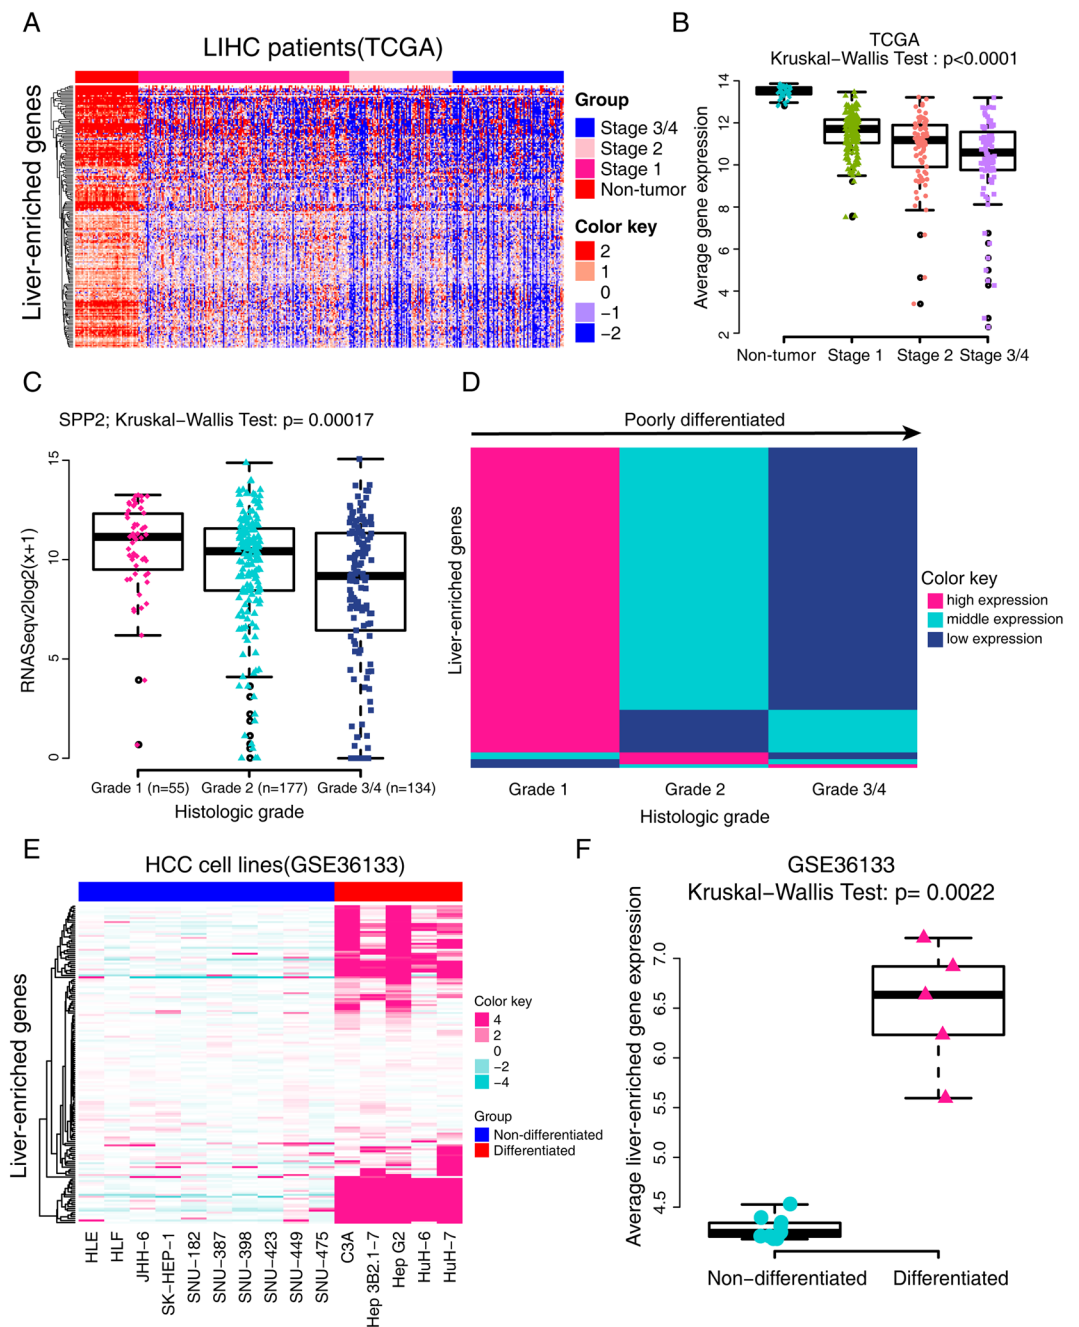 A
LIHC patients(TCGA)
Liver-enriched genes
Group
Stage 3/4
Stage 2
Stage 1
Non-tumor
Color key
2
1
0
−1
−2
B
TCGA
Kruskal−Wallis Test : p<0.0001
Average gene expression
14
12
10
8
6
4
2
Non-tumor Stage 1 Stage 2 Stage 3/4
C
SPP2; Kruskal−Wallis Test: p= 0.00017
RNASeqv2log2(x+1)
15
10
5
0
Grade 1 (n=55) Grade 2 (n=177) Grade 3/4 (n=134)
Histologic grade
D
Poorly differentiated
Liver-enriched genes
Color key
high expression
middle expression
low expression
Grade 1 Grade 2 Grade 3/4
Histologic grade
E
HCC cell lines(GSE36133)
Liver-enriched genes
Color key
4
2
0
−2
−4
Group
Non-differentiated
Differentiated
HLE
HLF
JHH−6
SK−HEP−1
SNU−182
SNU−387
SNU−398
SNU−423
SNU−449
SNU−475
C3A
Hep 3B2.1−7
Hep G2
HuH−6
HuH−7
F
GSE36133
Kruskal−Wallis Test: p= 0.0022
Average liver-enriched gene expression
7.0
6.5
6.0
5.5
5.0
4.5
Non−differentiated Differentiated